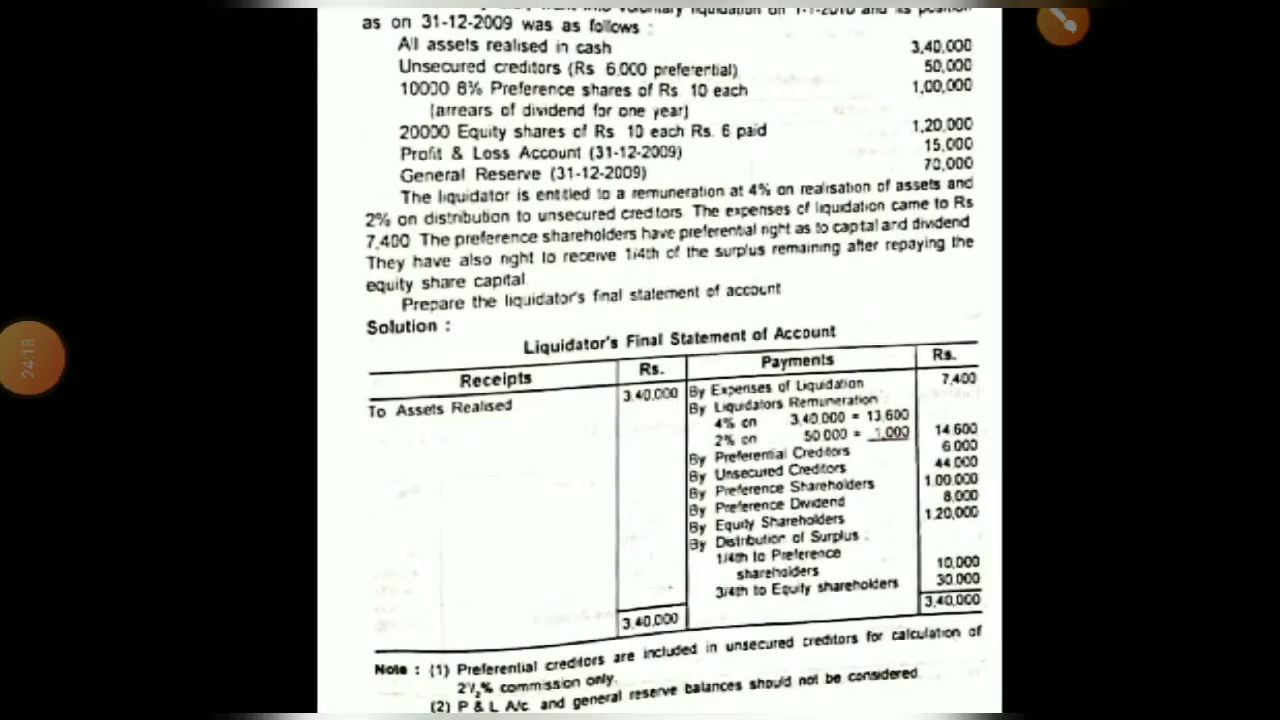 voluntary liquidation on 1-1-2010 and its position
as on 31-12-2009 was as follows :
All assets realised in cash 3,40,000
Unsecured creditors (Rs 6,000 preferential) 50,000
10000 8% Preference shares of Rs. 10 each 1,00,000
(arrears of dividend for one year)
20000 Equity shares of Rs 10 each Rs. 6 paid 1,20,000
Profit & Loss Account (31-12-2009) 15,000
General Reserve (31-12-2009) 70,000
The liquidator is entitled to a remuneration at 4% on realisation of assets and
2% on distribution to unsecured creditors The expenses of liquidation came to Rs
7,400 The preference shareholders have preferential right as to capital and dividend
They have also right to receive 1/4th of the surplus remaining after repaying the
equity share capital
Prepare the liquidator's final statement of account
Solution :
Liquidator's Final Statement of Account
Receipts Rs. Payments Rs.
To Assets Realised 3,40,000 By Expenses of Liquidation 7,400
By Liquidators Remuneration
4% on 3,40,000 = 13,600
2% on 50,000 = 1,000 14,600
By Preferential Creditors 6,000
By Unsecured Creditors 44,000
By Preference Shareholders 1,00,000
By Preference Dividend 8,000
By Equity Shareholders 1,20,000
By Distribution of Surplus :
1/4th to Preference
shareholders 10,000
3/4th to Equity shareholders 30,000
3,40,000 3,40,000
Note : (1) Preferential creditors are included in unsecured creditors for calculation of
2½% commission only.
(2) P & L A/c. and general reserve balances should not be considered.
24:18